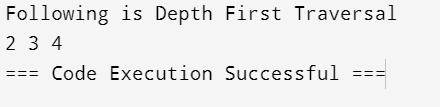 Following is Depth First Traversal
2 3 4
=== Code Execution Successful ===